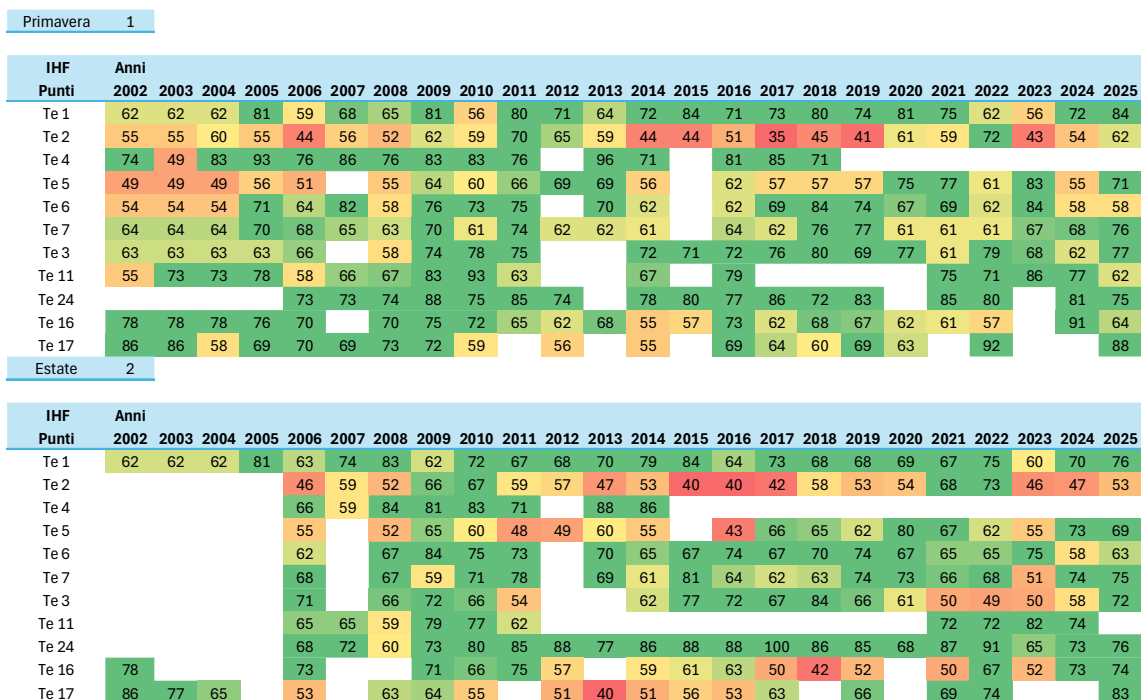 Primavera 1
IHF Anni
Punti 2002 2003 2004 2005 2006 2007 2008 2009 2010 2011 2012 2013 2014 2015 2016 2017 2018 2019 2020 2021 2022 2023 2024 2025
Te 1 62 62 62 81 59 68 65 81 56 80 71 64 72 84 71 73 80 74 81 75 62 56 72 84
Te 2 55 55 60 55 44 56 52 62 59 70 65 59 44 44 51 35 45 41 61 59 72 43 54 62
Te 4 74 49 83 93 76 86 76 83 83 76 96 71 81 85 71
Te 5 49 49 49 56 51 55 64 60 66 69 69 56 62 57 57 57 75 77 61 83 55 71
Te 6 54 54 54 71 64 82 58 76 73 75 70 62 62 69 84 74 67 69 62 84 58 58
Te 7 64 64 64 70 68 65 63 70 61 74 62 62 61 64 62 76 77 61 61 61 67 68 76
Te 3 63 63 63 63 66 58 74 78 75 72 71 72 76 80 69 77 61 79 68 62 77
Te 11 55 73 73 78 58 66 67 83 93 63 67 79 75 71 86 77 62
Te 24 73 73 74 88 75 85 74 78 80 77 86 72 83 85 80 81 75
Te 16 78 78 78 76 70 70 75 72 65 62 68 55 57 73 62 68 67 62 61 57 91 64
Te 17 86 86 58 69 70 69 73 72 59 56 55 69 64 60 69 63 92 88
Estate 2
IHF Anni
Punti 2002 2003 2004 2005 2006 2007 2008 2009 2010 2011 2012 2013 2014 2015 2016 2017 2018 2019 2020 2021 2022 2023 2024 2025
Te 1 62 62 62 81 63 74 83 62 72 67 68 70 79 84 64 73 68 68 69 67 75 60 70 76
Te 2 46 59 52 66 67 59 57 47 53 40 40 42 58 53 54 68 73 46 47 53
Te 4 66 59 84 81 83 71 88 86
Te 5 55 52 65 60 48 49 60 55 43 66 65 62 80 67 62 55 73 69
Te 6 62 67 84 75 73 70 65 67 74 67 70 74 67 65 65 75 58 63
Te 7 68 67 59 71 78 69 61 81 64 62 63 74 73 66 68 51 74 75
Te 3 71 66 72 66 54 62 77 72 67 84 66 61 50 49 50 58 72
Te 11 65 65 59 79 77 62 72 72 82 74
Te 24 68 72 60 73 80 85 88 77 86 88 88 100 86 85 68 87 91 65 73 76
Te 16 78 73 71 66 75 57 59 61 63 50 42 52 50 67 52 73 74
Te 17 86 77 65 53 63 64 55 51 40 51 56 53 63 66 69 74 83